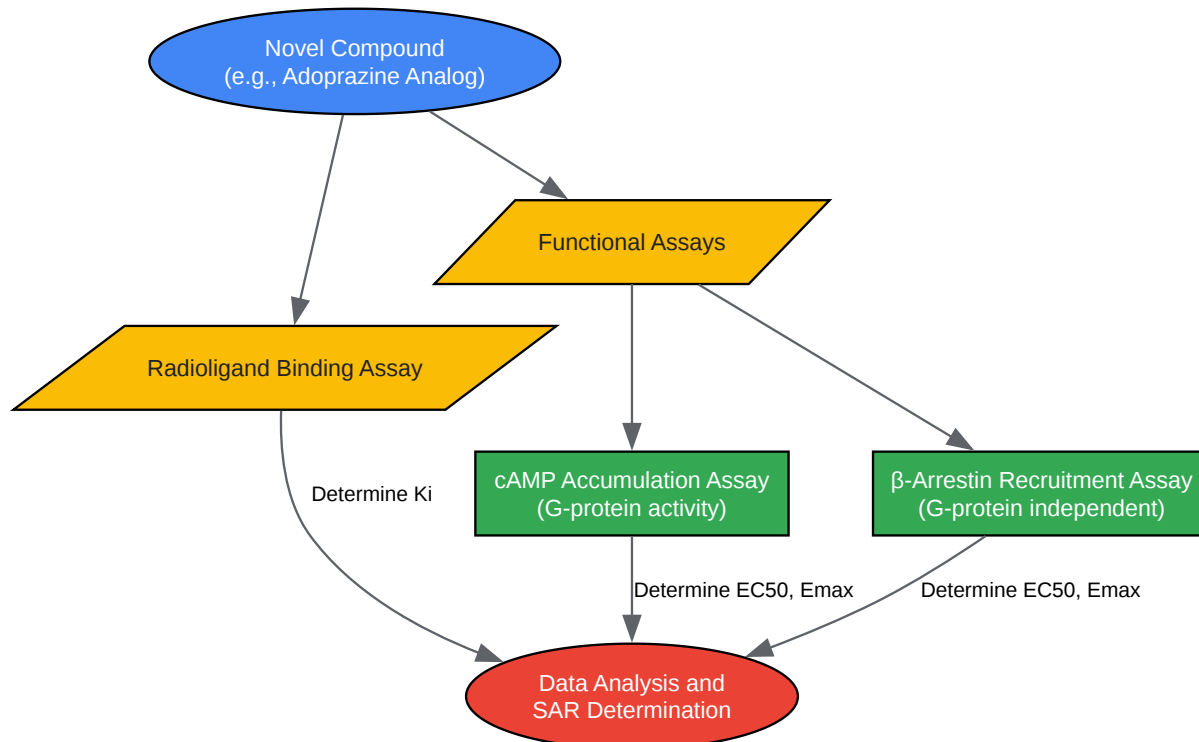 Novel Compound
(e.g., Adoprazine Analog)
Functional Assays
Radioligand Binding Assay
cAMP Accumulation Assay
(G-protein activity)
β-Arrestin Recruitment Assay
(G-protein independent)
Determine Ki
Determine EC50, Emax
Determine EC50, Emax
Data Analysis and
SAR Determination